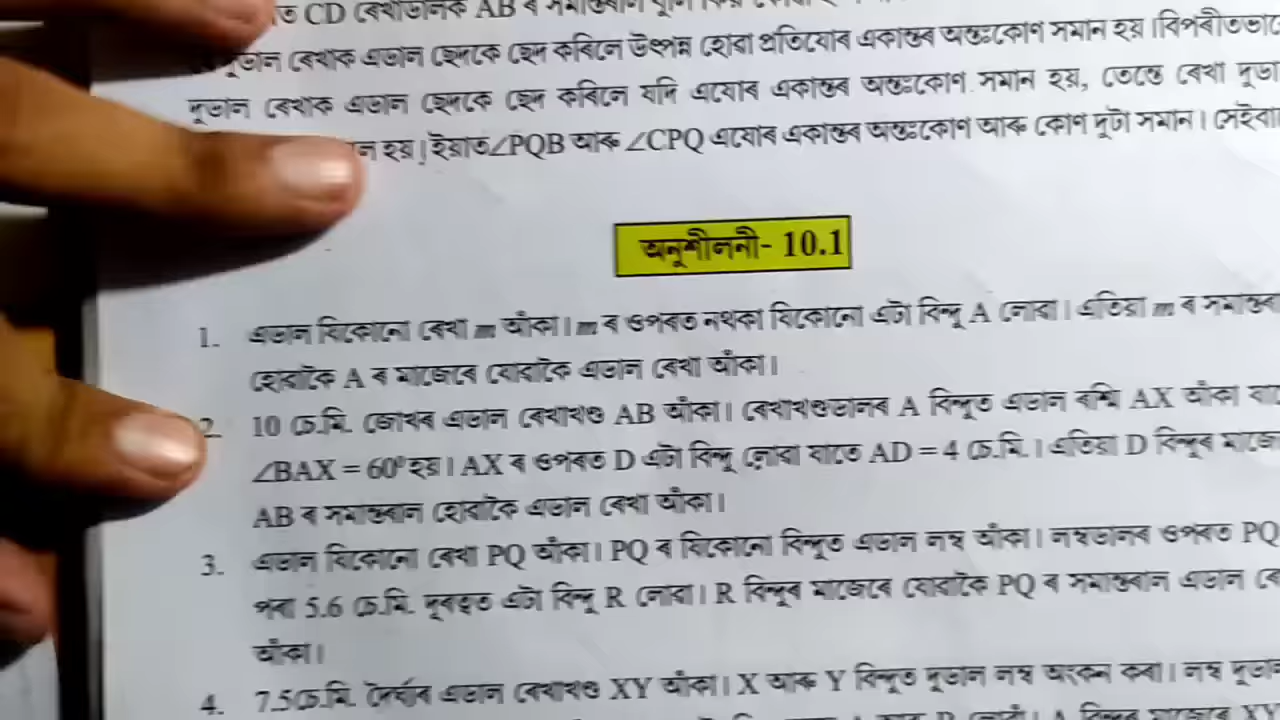 ত CD ৰেখাডালক AB ৰ
দুডাল ৰেখাক এডাল ছেদকে ছেদ কৰিলে উৎপন্ন হোৱা প্ৰতিযোৰ একান্তৰ অন্তঃকোণ সমান হয়। বিপৰীতভাৱে
দুডাল ৰেখাক এডাল ছেদকে ছেদ কৰিলে যদি এযোৰ একান্তৰ অন্তঃকোণ সমান হয়, তেন্তে ৰেখা দুডা
ল হয়। ইয়াত ∠PQB আৰু ∠CPQ এযোৰ একান্তৰ অন্তঃকোণ আৰু কোণ দুটা সমান। সেইবা
অনুশীলনী- 10.1
1. এডাল যিকোনো ৰেখা m আঁকা। m ৰ ওপৰত নথকা যিকোনো এটা বিন্দু A লোৱা। এতিয়া m ৰ সমান্তৰা
হোৱাকৈ A ৰ মাজেৰে যোৱাকৈ এডাল ৰেখা আঁকা।
2. 10 চে.মি. জোখৰ এডাল ৰেখাখণ্ড AB আঁকা। ৰেখাখণ্ডডালৰ A বিন্দুত এডাল ৰশ্মি AX আঁকা যা
∠BAX = 60° হয়। AX ৰ ওপৰত D এটা বিন্দু লোৱা যাতে AD = 4 চে.মি.। এতিয়া D বিন্দুৰ মাজে
AB ৰ সমান্তৰাল হোৱাকৈ এডাল ৰেখা আঁকা।
3. এডাল যিকোনো ৰেখা PQ আঁকা। PQ ৰ যিকোনো বিন্দুত এডাল লম্ব আঁকা। লম্বডালৰ ওপৰত PQ
পৰা 5.6 চে.মি. দূৰত্বত এটা বিন্দু R লোৱা। R বিন্দুৰ মাজেৰে যোৱাকৈ PQ ৰ সমান্তৰাল এডাল ৰে
আঁকা।
4. 7.5 চে.মি. দৈৰ্ঘ্যৰ এডাল ৰেখাখণ্ড XY আঁকা। X আৰু Y বিন্দুত দুডাল লম্ব অংকন কৰা। লম্ব দুডা